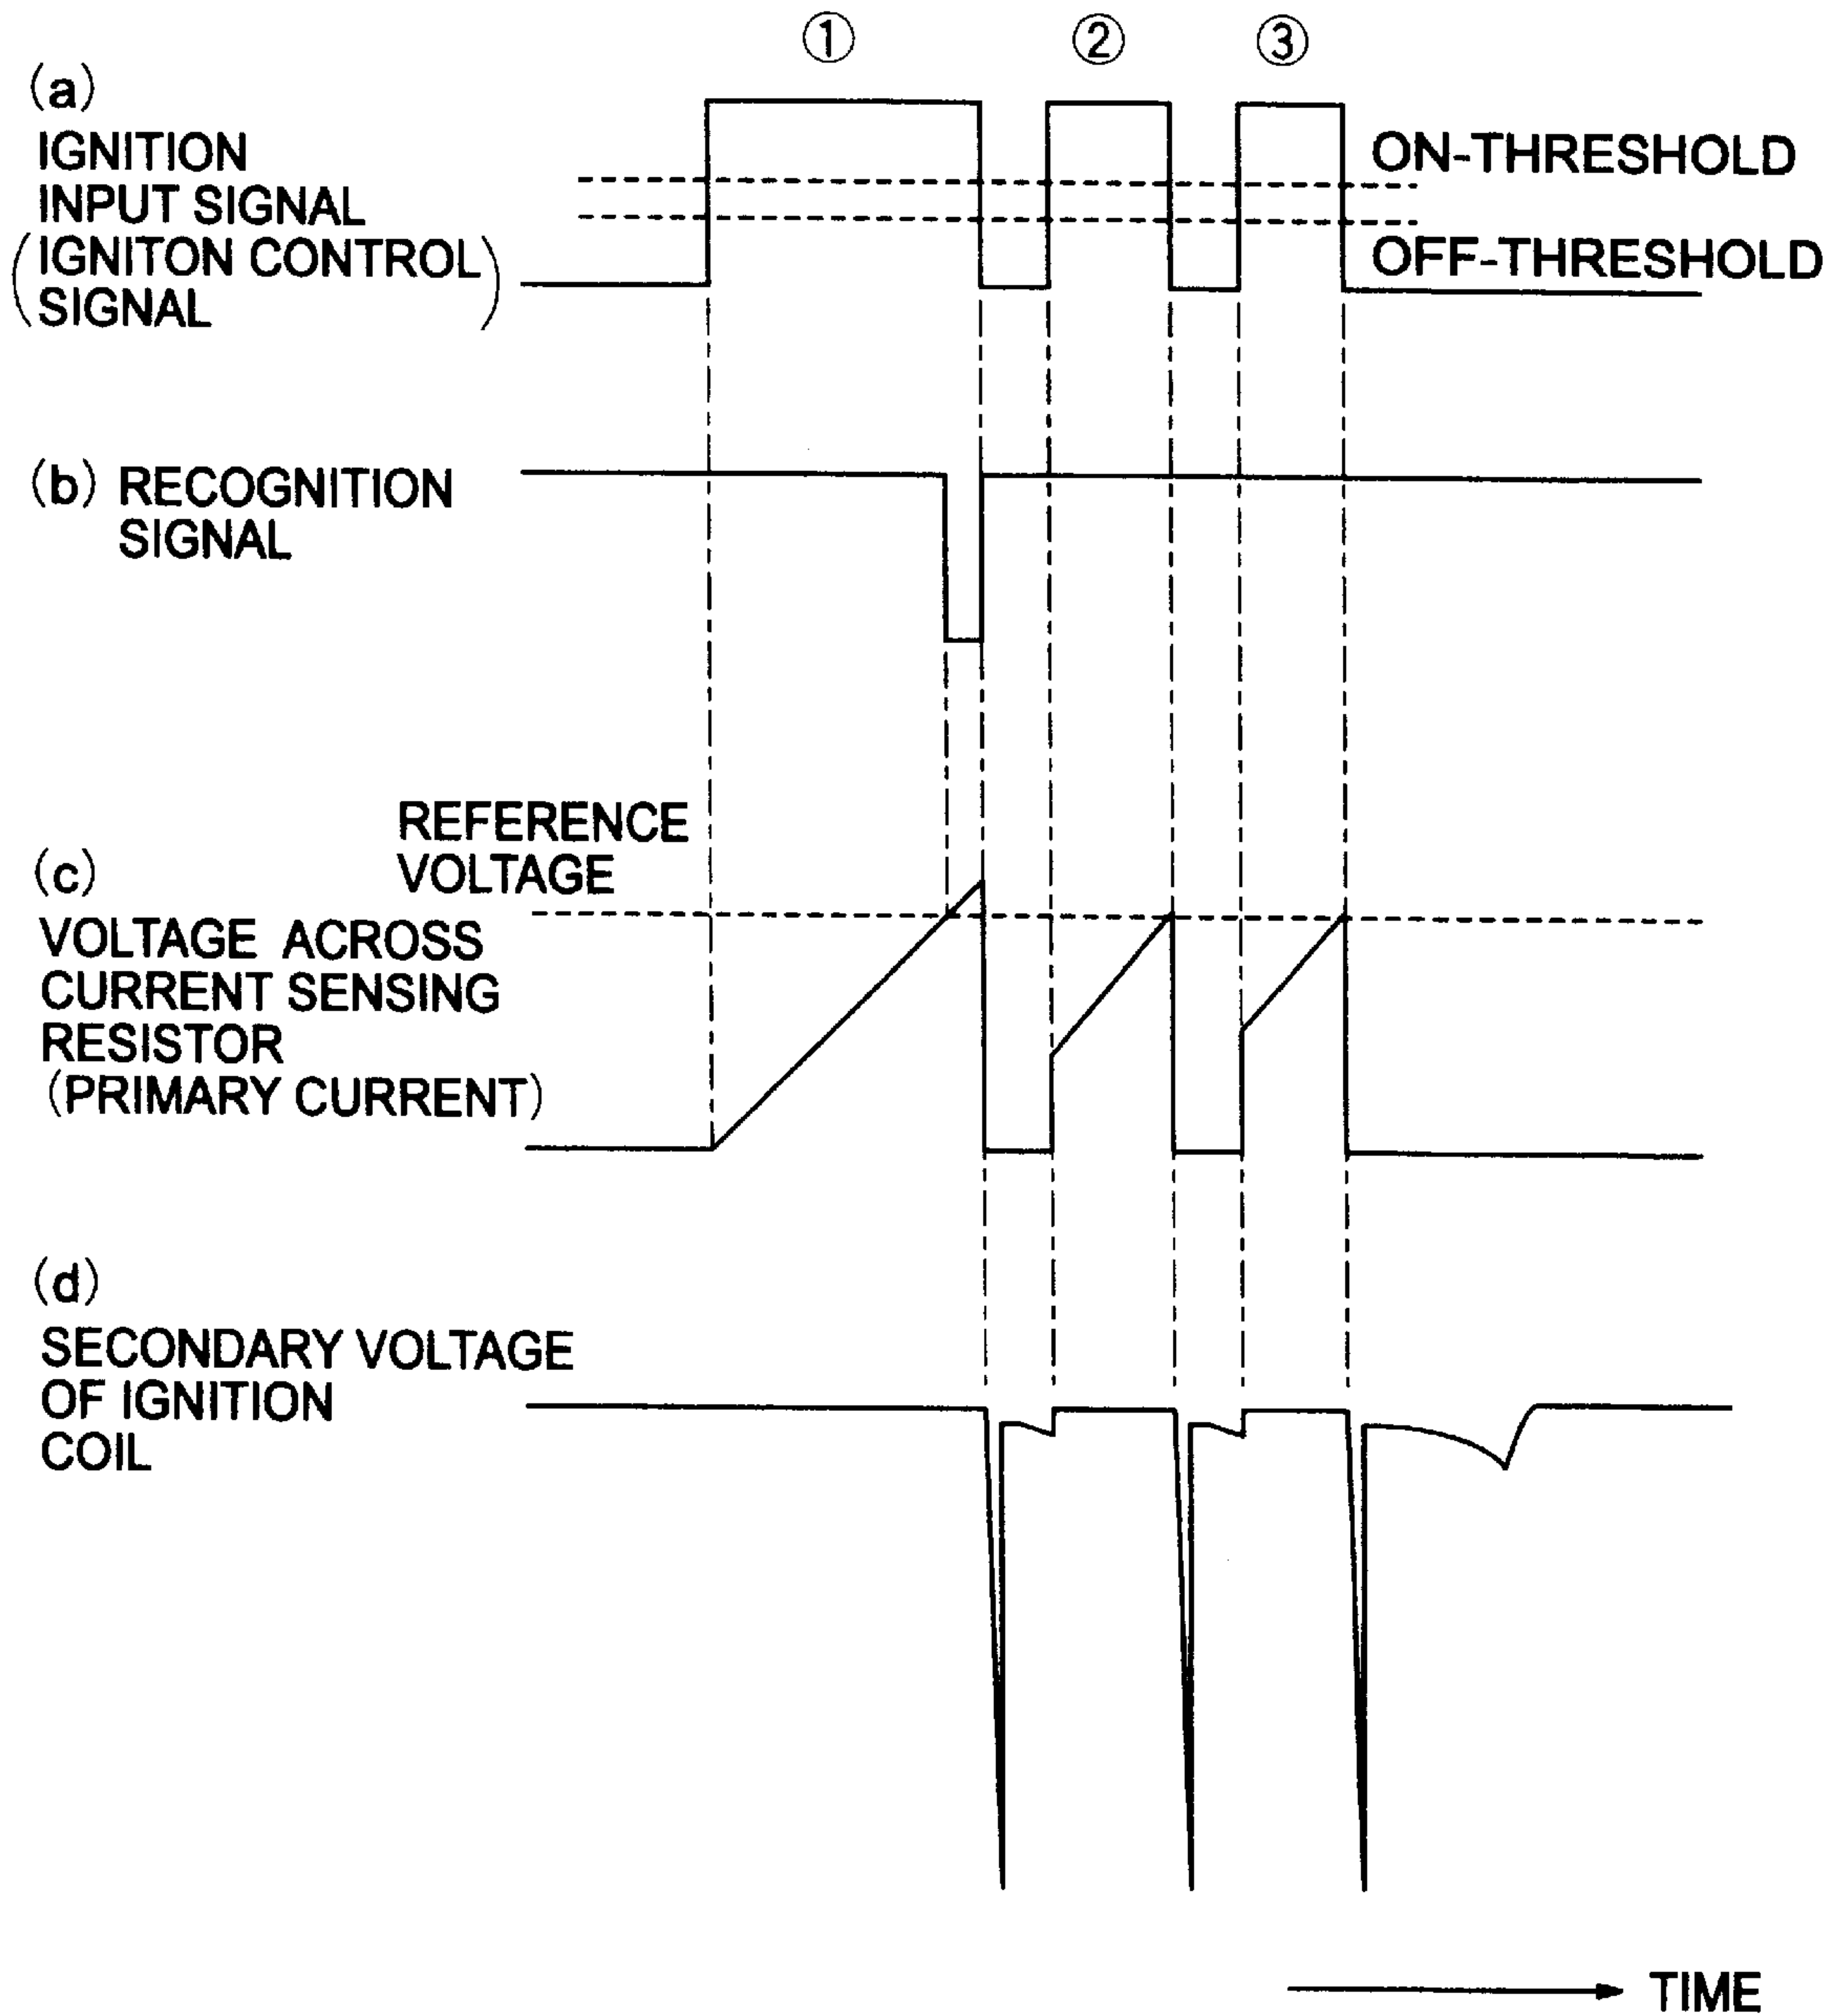 ① ② ③
(a)
IGNITION
INPUT SIGNAL
(IGNITON CONTROL
SIGNAL)
ON-THRESHOLD
OFF-THRESHOLD
(b) RECOGNITION
SIGNAL
REFERENCE
VOLTAGE
(c)
VOLTAGE ACROSS
CURRENT SENSING
RESISTOR
(PRIMARY CURRENT)
(d)
SECONDARY VOLTAGE
OF IGNITION
COIL
TIME